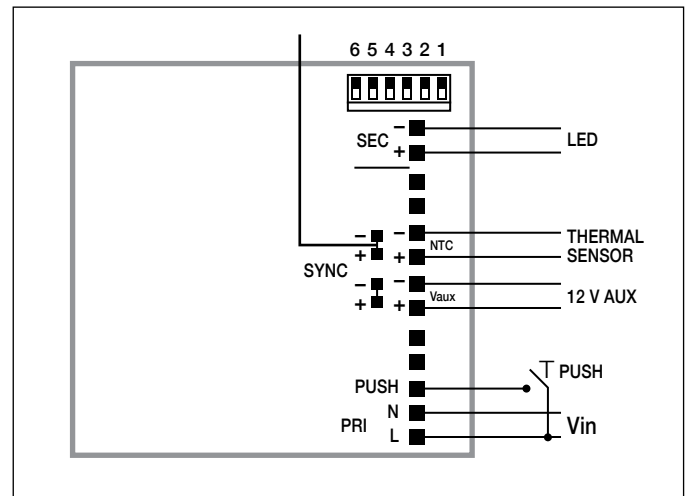 6 5 4 3 2 1
SEC
−
+
LED
−
+
NTC
THERMAL
SENSOR
−
+
SYNC
−
+
−
+
Vaux
12 V AUX
PUSH
PUSH
PRI
N
L
Vin